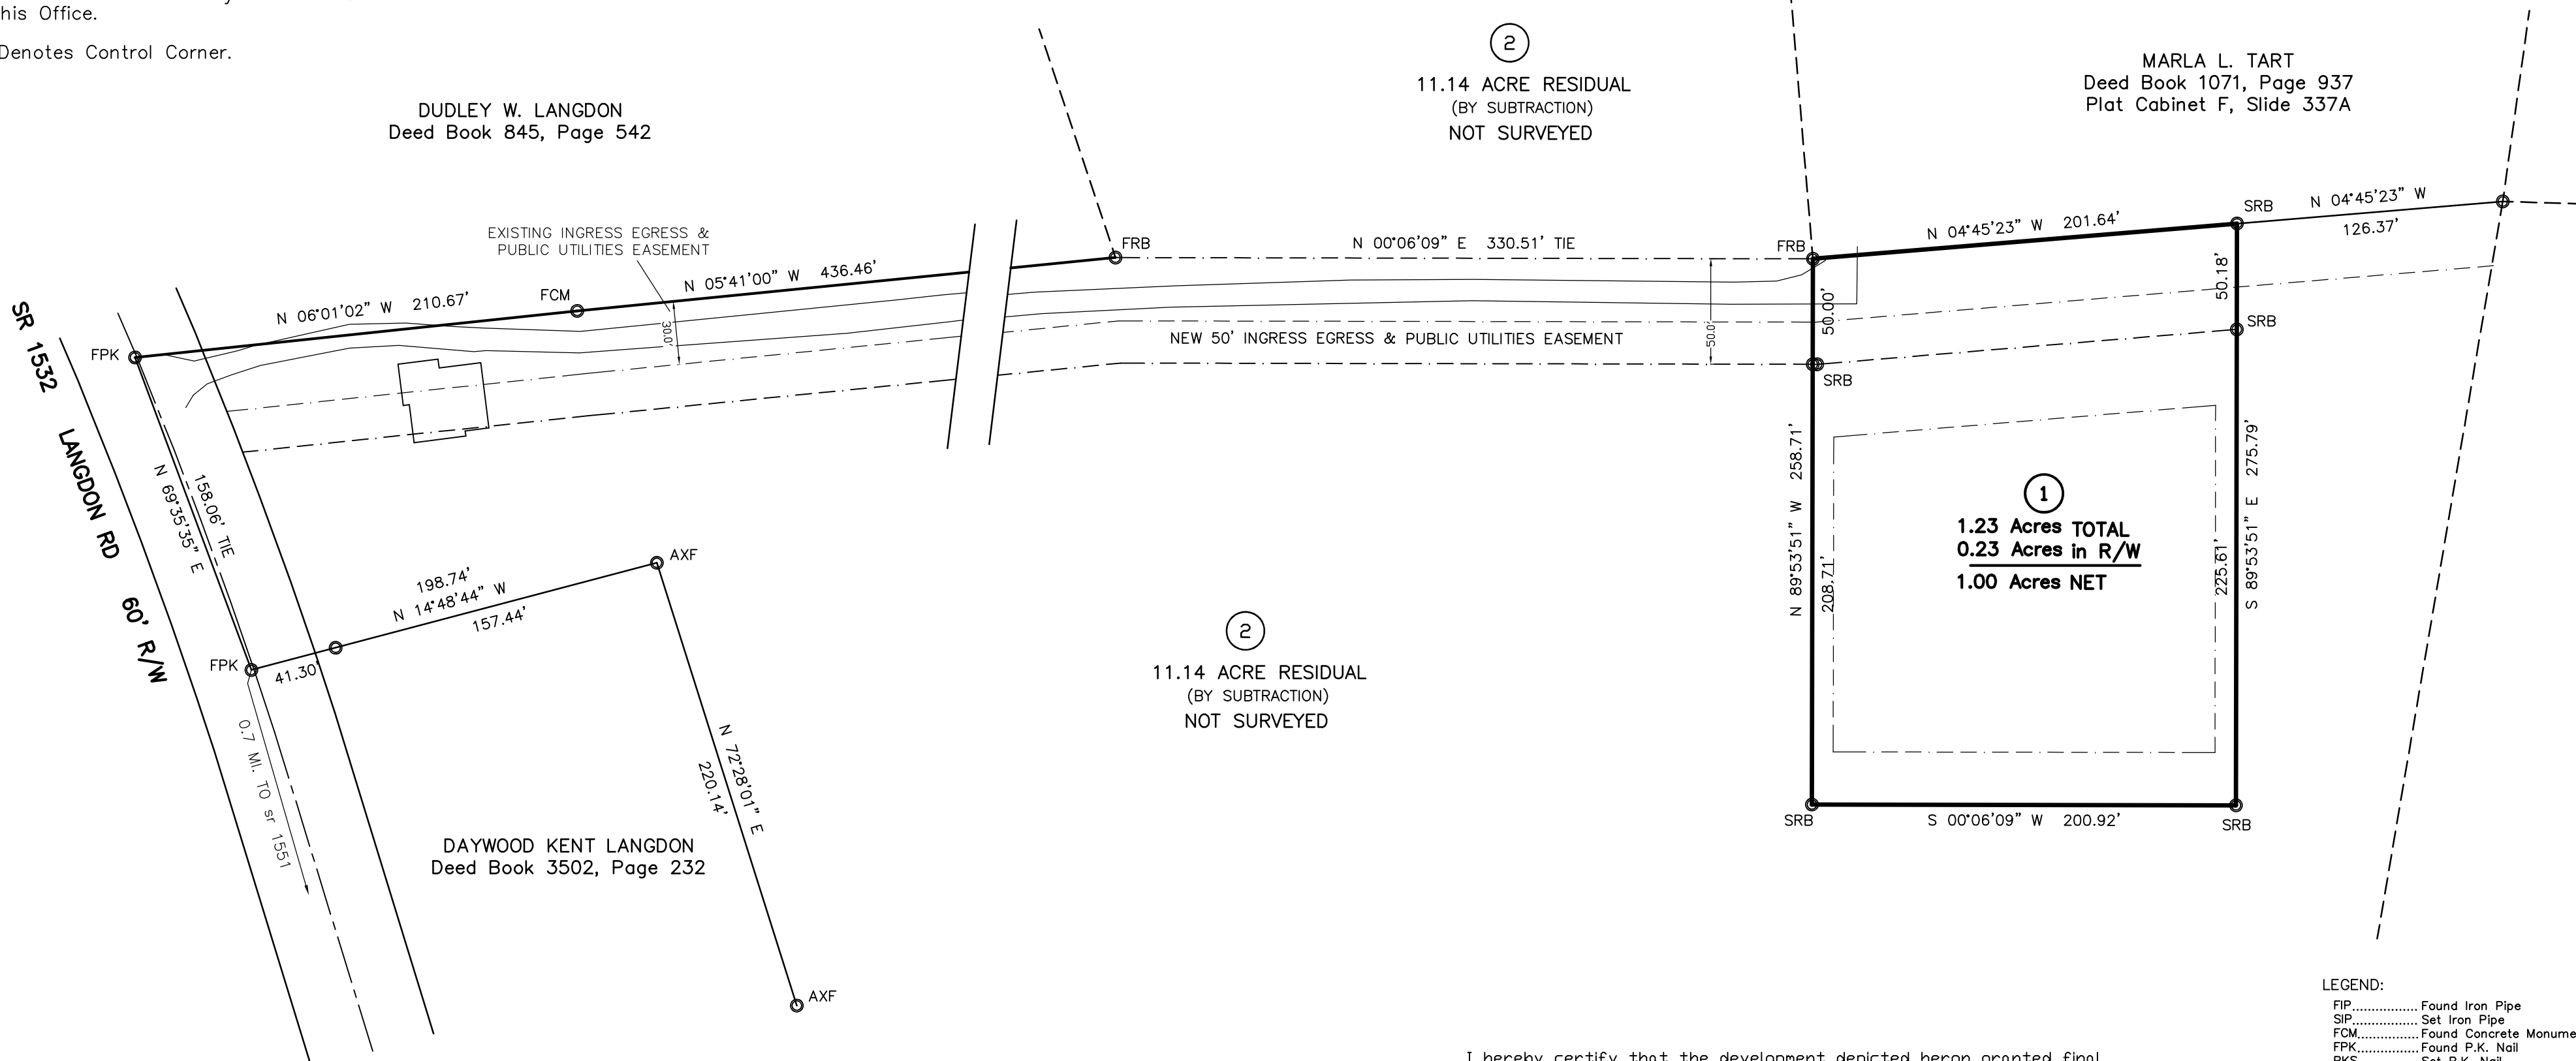 his Office.
Denotes Control Corner.
DUDLEY W. LANGDON
Deed Book 845, Page 542
2
11.14 ACRE RESIDUAL
(BY SUBTRACTION)
NOT SURVEYED
MARLA L. TART
Deed Book 1071, Page 937
Plat Cabinet F, Slide 337A
EXISTING INGRESS EGRESS &
PUBLIC UTILITIES EASEMENT
N 06°01'02" W 210.67'
FCM
N 05°41'00" W 436.46'
30.0'
FRB
N 00°06'09" E 330.51' TIE
FRB
N 04°45'23" W 201.64'
SRB
N 04°45'23" W
126.37'
50.00'
50.18'
SRB
50.0'
NEW 50' INGRESS EGRESS & PUBLIC UTILITIES EASEMENT
SRB
FPK
SR 1532 LANGDON RD 60' R/W
158.06' TIE
N 69°35'35" E
198.74'
N 14°48'44" W
157.44'
AXF
FPK
41.30'
0.7 MI. TO sr 1551
N 72°28'01" E
220.14'
AXF
DAYWOOD KENT LANGDON
Deed Book 3502, Page 232
2
11.14 ACRE RESIDUAL
(BY SUBTRACTION)
NOT SURVEYED
N 89°53'51" W 258.71'
208.71'
1
1.23 Acres TOTAL
0.23 Acres in R/W
1.00 Acres NET
225.61'
S 89°53'51" E 275.79'
SRB
S 00°06'09" W 200.92'
SRB
LEGEND:
FIP................Found Iron Pipe
SIP................Set Iron Pipe
FCM...............Found Concrete Monume
FPK...............Found P.K. Nail
I hereby certify that the development depicted heron granted final